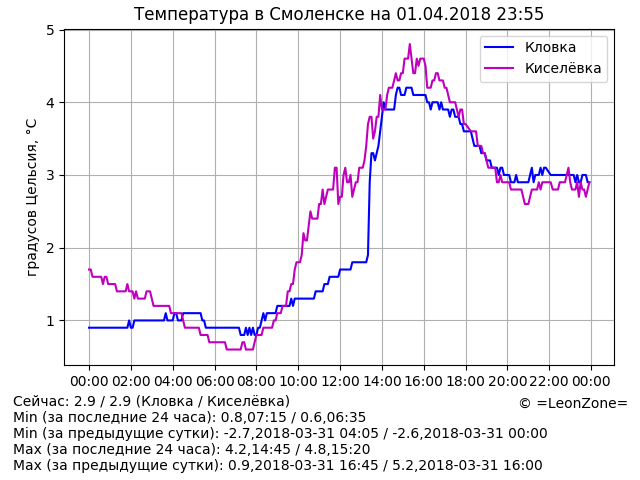 Температура в Смоленске на 01.04.2018 23:55
градусов Цельсия, °C
5
4
3
2
1
Кловка
Киселёвка
00:00 02:00 04:00 06:00 08:00 10:00 12:00 14:00 16:00 18:00 20:00 22:00 00:00
Сейчас: 2.9 / 2.9 (Кловка / Киселёвка)
© =LeonZone=
Min (за последние 24 часа): 0.8,07:15 / 0.6,06:35
Min (за предыдущие сутки): -2.7,2018-03-31 04:05 / -2.6,2018-03-31 00:00
Max (за последние 24 часа): 4.2,14:45 / 4.8,15:20
Max (за предыдущие сутки): 0.9,2018-03-31 16:45 / 5.2,2018-03-31 16:00